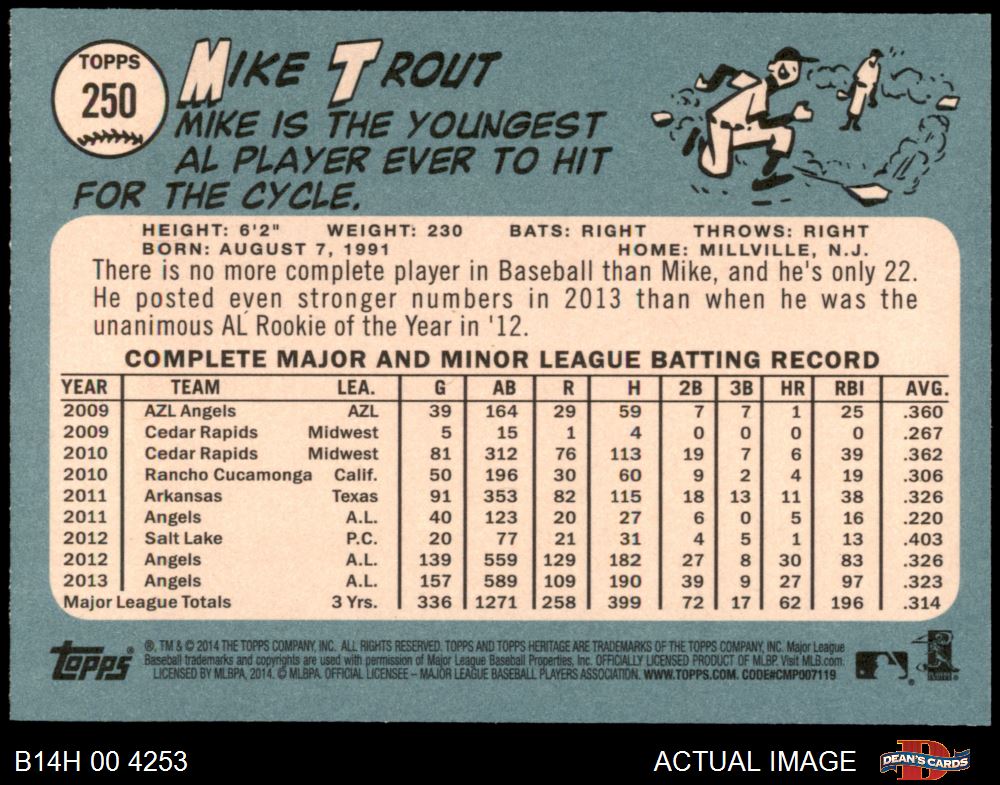 TOPPS
250
MIKE TROUT
MIKE IS THE YOUNGEST
AL PLAYER EVER TO HIT
FOR THE CYCLE.
HEIGHT: 6'2" WEIGHT: 230 BATS: RIGHT THROWS: RIGHT
BORN: AUGUST 7, 1991 HOME: MILLVILLE, N.J.
There is no more complete player in Baseball than Mike, and he's only 22.
He posted even stronger numbers in 2013 than when he was the
unanimous AL Rookie of the Year in '12.
COMPLETE MAJOR AND MINOR LEAGUE BATTING RECORD
YEAR TEAM LEA. G AB R H 2B 3B HR RBI AVG.
2009 AZL Angels AZL 39 164 29 59 7 7 1 25 .360
2009 Cedar Rapids Midwest 5 15 1 4 0 0 0 0 .267
2010 Cedar Rapids Midwest 81 312 76 113 19 7 6 39 .362
2010 Rancho Cucamonga Calif. 50 196 30 60 9 2 4 19 .306
2011 Arkansas Texas 91 353 82 115 18 13 11 38 .326
2011 Angels A.L. 40 123 20 27 6 0 5 16 .220
2012 Salt Lake P.C. 20 77 21 31 4 5 1 13 .403
2012 Angels A.L. 139 559 129 182 27 8 30 83 .326
2013 Angels A.L. 157 589 109 190 39 9 27 97 .323
Major League Totals 3 Yrs. 336 1271 258 399 72 17 62 196 .314
topps
®, TM & © 2014 THE TOPPS COMPANY, INC. ALL RIGHTS RESERVED. TOPPS AND TOPPS HERITAGE ARE TRADEMARKS OF THE TOPPS COMPANY, INC. Major League
Baseball trademarks and copyrights are used with permission of Major League Baseball Properties, Inc. OFFICIALLY LICENSED PRODUCT OF MLBP. Visit MLB.com.
LICENSED BY MLBPA, 2014. © MLBPA. OFFICIAL LICENSEE – MAJOR LEAGUE BASEBALL PLAYERS ASSOCIATION. WWW.TOPPS.COM. CODE#CMP007119
B14H 00 4253 ACTUAL IMAGE
DEAN'S CARDS